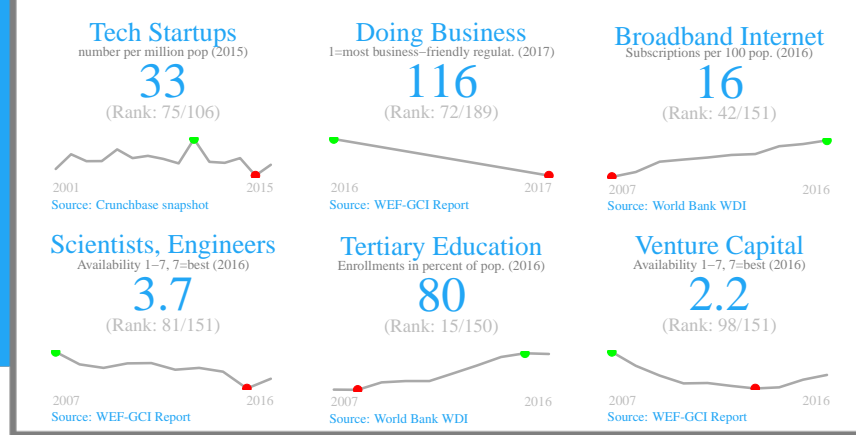 Tech Startups
number per million pop (2015)
33
(Rank: 75/106)
2001 2015
Source: Crunchbase snapshot
Doing Business
1=most business−friendly regulat. (2017)
116
(Rank: 72/189)
2016 2017
Source: WEF-GCI Report
Broadband Internet
Subscriptions per 100 pop. (2016)
16
(Rank: 42/151)
2007 2016
Source: World Bank WDI
Scientists, Engineers
Availability 1−7, 7=best (2016)
3.7
(Rank: 81/151)
2007 2016
Source: WEF-GCI Report
Tertiary Education
Enrollments in percent of pop. (2016)
80
(Rank: 15/150)
2007 2016
Source: World Bank WDI
Venture Capital
Availability 1−7, 7=best (2016)
2.2
(Rank: 98/151)
2007 2016
Source: WEF-GCI Report